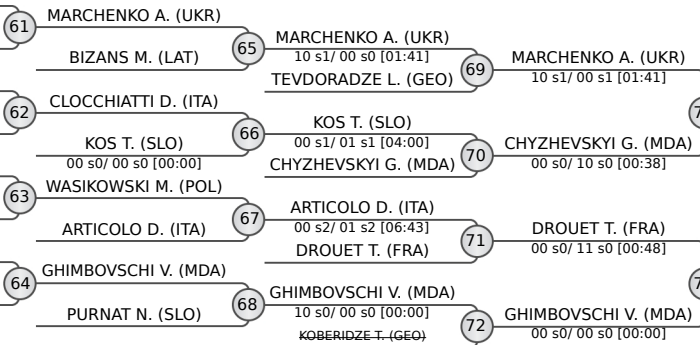 61
MARCHENKO A. (UKR)
BIZANS M. (LAT)
65
MARCHENKO A. (UKR)
10 s1/ 00 s0 [01:41]
TEVDORADZE L. (GEO)
69
MARCHENKO A. (UKR)
10 s1/ 00 s1 [01:41]
62
CLOCCHIATTI D. (ITA)
KOS T. (SLO)
00 s0/ 00 s0 [00:00]
66
KOS T. (SLO)
00 s1/ 01 s1 [04:00]
CHYZHEVSKYI G. (MDA)
70
CHYZHEVSKYI G. (MDA)
00 s0/ 10 s0 [00:38]
63
WASIKOWSKI M. (POL)
ARTICOLO D. (ITA)
67
ARTICOLO D. (ITA)
00 s2/ 01 s2 [06:43]
DROUET T. (FRA)
71
DROUET T. (FRA)
00 s0/ 11 s0 [00:48]
64
GHIMBOVSCHI V. (MDA)
PURNAT N. (SLO)
68
GHIMBOVSCHI V. (MDA)
10 s0/ 00 s0 [00:00]
KOBERIDZE T. (GEO)
72
GHIMBOVSCHI V. (MDA)
00 s0/ 00 s0 [00:00]